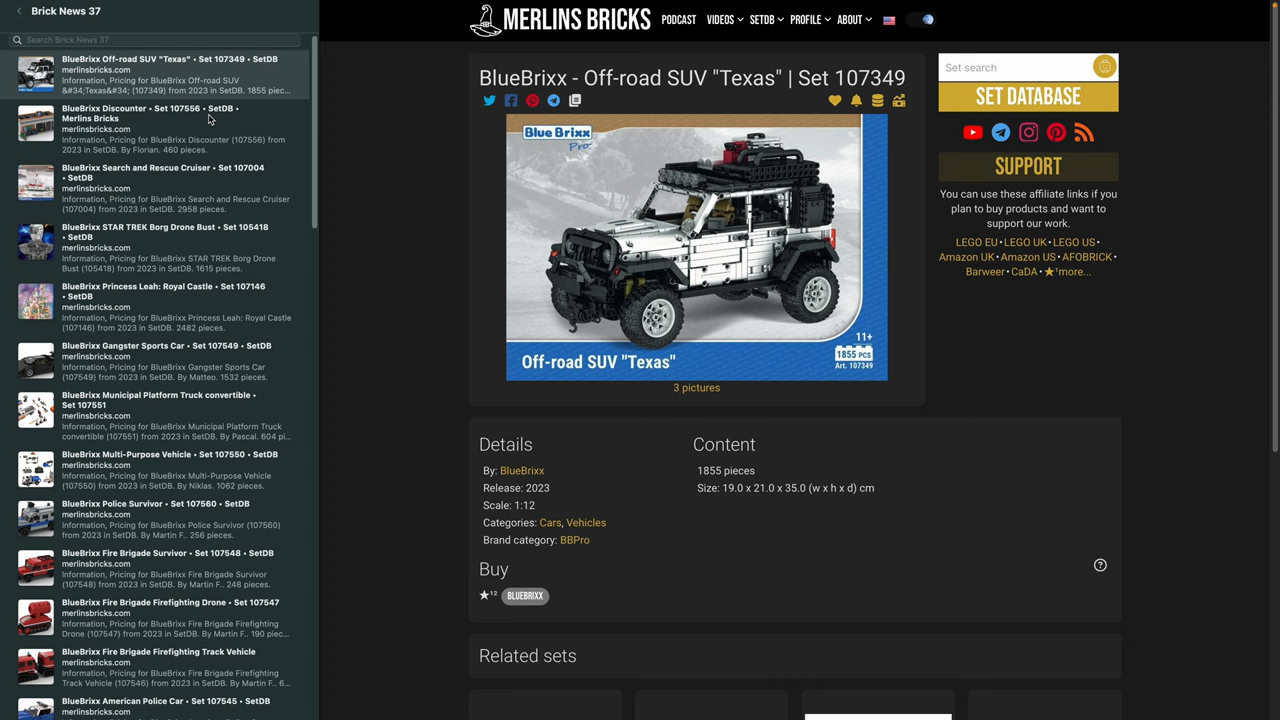 Brick News 37
Search Brick News 37
BlueBrixx Off-road SUV "Texas" • Set 107349 • SetDB
merlinsbricks.com
Information, Pricing for BlueBrixx Off-road SUV
&#34;Texas&#34; (107349) from 2023 in SetDB. 1855 piec...
BlueBrixx Discounter • Set 107556 • SetDB •
Merlins Bricks
merlinsbricks.com
Information, Pricing for BlueBrixx Discounter (107556) from
2023 in SetDB. By Florian. 460 pieces.
BlueBrixx Search and Rescue Cruiser • Set 107004
• SetDB
merlinsbricks.com
Information, Pricing for BlueBrixx Search and Rescue Cruiser
(107004) from 2023 in SetDB. 2958 pieces.
BlueBrixx STAR TREK Borg Drone Bust • Set 105418
• SetDB
merlinsbricks.com
Information, Pricing for BlueBrixx STAR TREK Borg Drone
Bust (105418) from 2023 in SetDB. 1615 pieces.
BlueBrixx Princess Leah: Royal Castle • Set 107146
• SetDB
merlinsbricks.com
Information, Pricing for BlueBrixx Princess Leah: Royal Castle
(107146) from 2023 in SetDB. 2482 pieces.
BlueBrixx Gangster Sports Car • Set 107549 • SetDB
merlinsbricks.com
Information, Pricing for BlueBrixx Gangster Sports Car
(107549) from 2023 in SetDB. By Matteo. 1532 pieces.
BlueBrixx Municipal Platform Truck convertible •
Set 107551
merlinsbricks.com
Information, Pricing for BlueBrixx Municipal Platform Truck
convertible (107551) from 2023 in SetDB. By Pascal. 604 pi...
BlueBrixx Multi-Purpose Vehicle • Set 107550 • SetDB
merlinsbricks.com
Information, Pricing for BlueBrixx Multi-Purpose Vehicle
(107550) from 2023 in SetDB. By Niklas. 1062 pieces.
BlueBrixx Police Survivor • Set 107560 • SetDB
merlinsbricks.com
Information, Pricing for BlueBrixx Police Survivor (107560)
from 2023 in SetDB. By Martin F.. 256 pieces.
BlueBrixx Fire Brigade Survivor • Set 107548 • SetDB
merlinsbricks.com
Information, Pricing for BlueBrixx Fire Brigade Survivor
(107548) from 2023 in SetDB. By Martin F.. 248 pieces.
BlueBrixx Fire Brigade Firefighting Drone • Set 107547
merlinsbricks.com
Information, Pricing for BlueBrixx Fire Brigade Firefighting
Drone (107547) from 2023 in SetDB. By Martin F.. 190 piec...
BlueBrixx Fire Brigade Firefighting Track Vehicle
merlinsbricks.com
Information, Pricing for BlueBrixx Fire Brigade Firefighting
Track Vehicle (107546) from 2023 in SetDB. By Martin F.. 6...
BlueBrixx American Police Car • Set 107545 • SetDB
merlinsbricks.com
MERLINS BRICKS
PODCAST VIDEOS SETDB PROFILE ABOUT
BlueBrixx - Off-road SUV "Texas" | Set 107349
Blue Brixx
Pro
Off-road SUV "Texas"
11+
1855 PCS
Art. 107349
3 pictures
Details
By: BlueBrixx
Release: 2023
Scale: 1:12
Categories: Cars, Vehicles
Brand category: BBPro
Content
1855 pieces
Size: 19.0 x 21.0 x 35.0 (w x h x d) cm
Buy
★12 BLUEBRIXX
Related sets
Set search
SET DATABASE
SUPPORT
You can use these affiliate links if you
plan to buy products and want to
support our work.
LEGO EU • LEGO UK • LEGO US •
Amazon UK • Amazon US • AFOBRICK •
Barweer • CaDA • ★¹more...